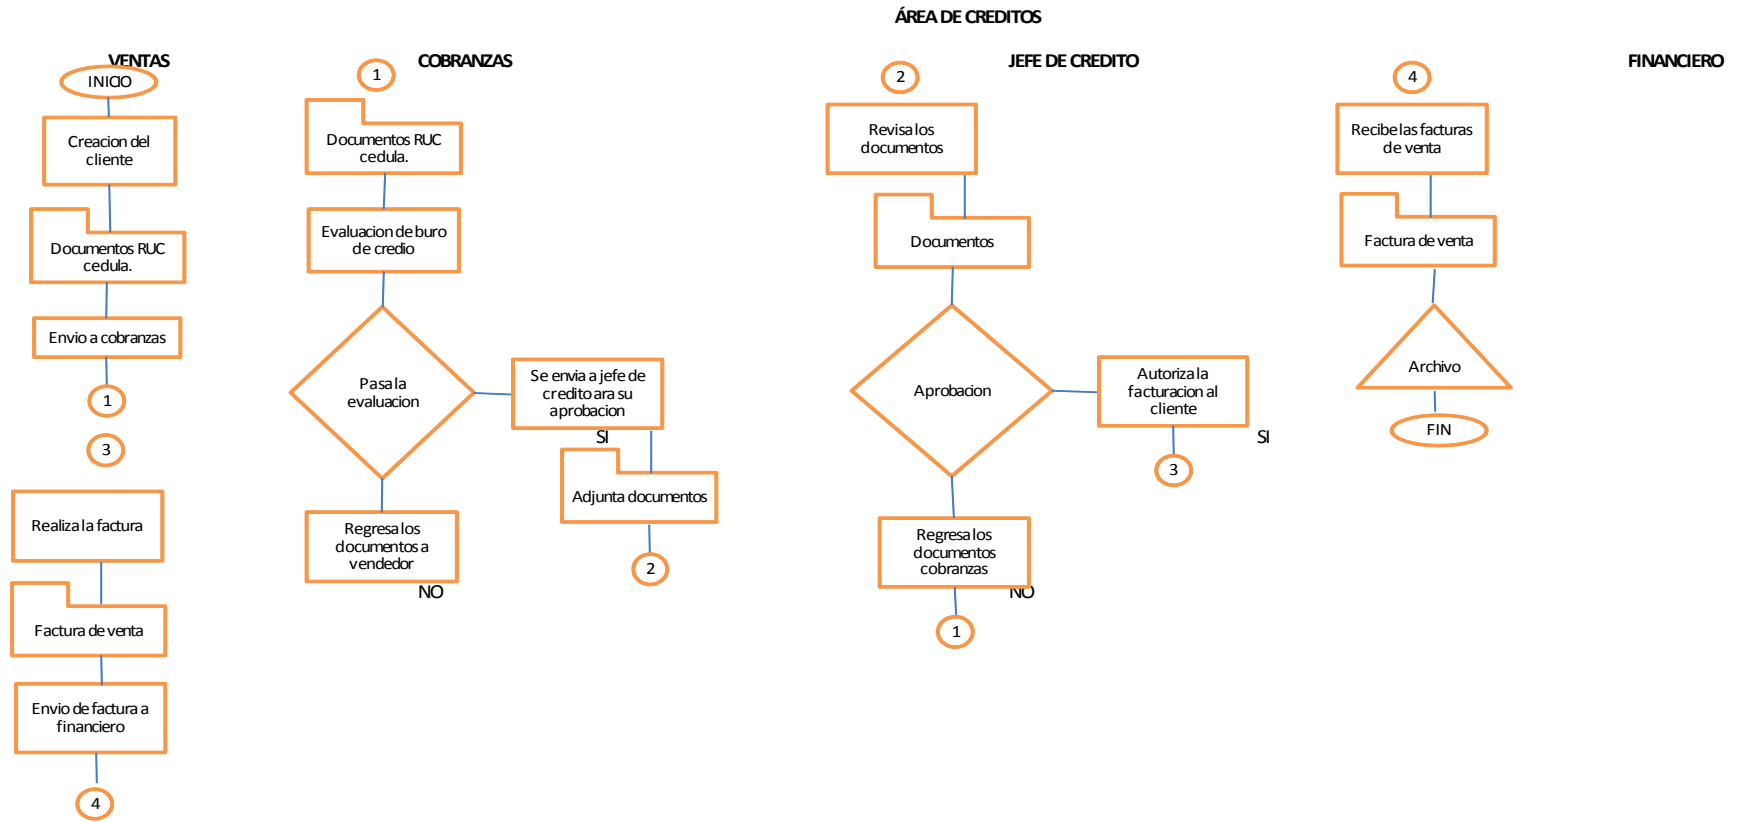 ÁREA DE CREDITOS
VENTAS
COBRANZAS
JEFE DE CREDITO
FINANCIERO
INICIO
Creacion del
cliente
Documentos RUC
cedula.
Envio a cobranzas
1
3
Realiza la factura
Factura de venta
Envio de factura a
financiero
4
1
Documentos RUC
cedula.
Evaluacion de buro
de credio
Pasa la
evaluacion
Se envia a jefe de
credito ara su
aprobacion
SI
Adjunta documentos
2
Regresa los
documentos a
vendedor
NO
2
Revisa los
documentos
Documentos
Aprobacion
Autoriza la
facturacion al
cliente
SI
3
Regresa los
documentos
cobranzas
NO
1
4
Recibe las facturas
de venta
Factura de venta
Archivo
FIN